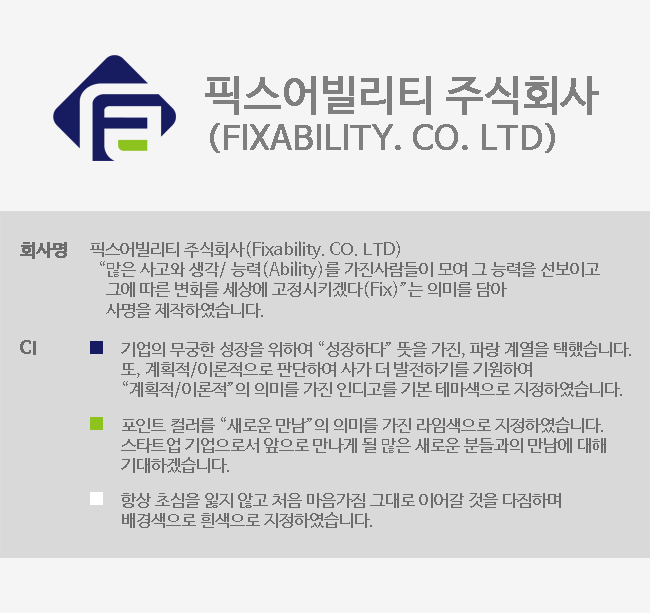 픽스어빌리티 주식회사
(FIXABILITY. CO. LTD)
회사명 픽스어빌리티 주식회사(Fixability. CO. LTD)
“많은 사고와 생각/ 능력(Ability)를 가진사람들이 모여 그 능력을 선보이고
그에 따른 변화를 세상에 고정시키겠다(Fix)”는 의미를 담아
사명을 제작하였습니다.
CI 기업의 무궁한 성장을 위하여 “성장하다” 뜻을 가진, 파랑 계열을 택했습니다.
또, 계획적/이론적으로 판단하여 사가 더 발전하기를 기원하여
“계획적/이론적”의 의미를 가진 인디고를 기본 테마색으로 지정하였습니다.
포인트 컬러를 “새로운 만남”의 의미를 가진 라임색으로 지정하였습니다.
스타트업 기업으로서 앞으로 만나게 될 많은 새로운 분들과의 만남에 대해
기대하겠습니다.
항상 초심을 잃지 않고 처음 마음가짐 그대로 이어갈 것을 다짐하며
배경색으로 흰색으로 지정하였습니다.